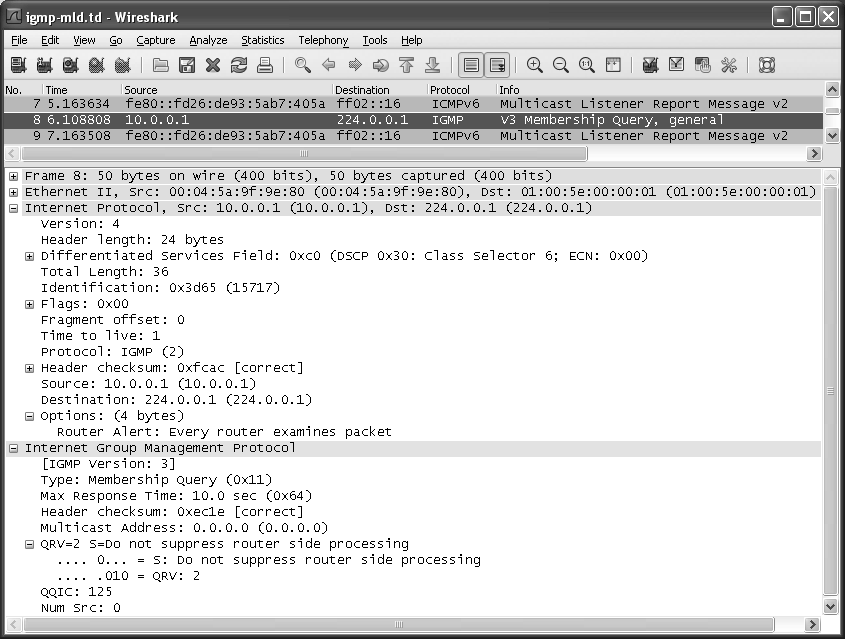 igmp-mld.td - Wireshark
File Edit View Go Capture Analyze Statistics Telephony Tools Help
No. Time Source Destination Protocol Info
7 5.163634 fe80::fd26:de93:5ab7:405a ff02::16 ICMPv6 Multicast Listener Report Message v2
8 6.108808 10.0.0.1 224.0.0.1 IGMP V3 Membership Query, general
9 7.163508 fe80::fd26:de93:5ab7:405a ff02::16 ICMPv6 Multicast Listener Report Message v2
Frame 8: 50 bytes on wire (400 bits), 50 bytes captured (400 bits)
Ethernet II, Src: 00:04:5a:9f:9e:80 (00:04:5a:9f:9e:80), Dst: 01:00:5e:00:00:01 (01:00:5e:00:00:01)
Internet Protocol, Src: 10.0.0.1 (10.0.0.1), Dst: 224.0.0.1 (224.0.0.1)
Version: 4
Header length: 24 bytes
Differentiated Services Field: 0xc0 (DSCP 0x30: Class Selector 6; ECN: 0x00)
Total Length: 36
Identification: 0x3d65 (15717)
Flags: 0x00
Fragment offset: 0
Time to live: 1
Protocol: IGMP (2)
Header checksum: 0xfcac [correct]
Source: 10.0.0.1 (10.0.0.1)
Destination: 224.0.0.1 (224.0.0.1)
Options: (4 bytes)
Router Alert: Every router examines packet
Internet Group Management Protocol
[IGMP Version: 3]
Type: Membership Query (0x11)
Max Response Time: 10.0 sec (0x64)
Header checksum: 0xec1e [correct]
Multicast Address: 0.0.0.0 (0.0.0.0)
QRV=2 S=Do not suppress router side processing
.... 0... = S: Do not suppress router side processing
.... .010 = QRV: 2
QQIC: 125
Num Src: 0